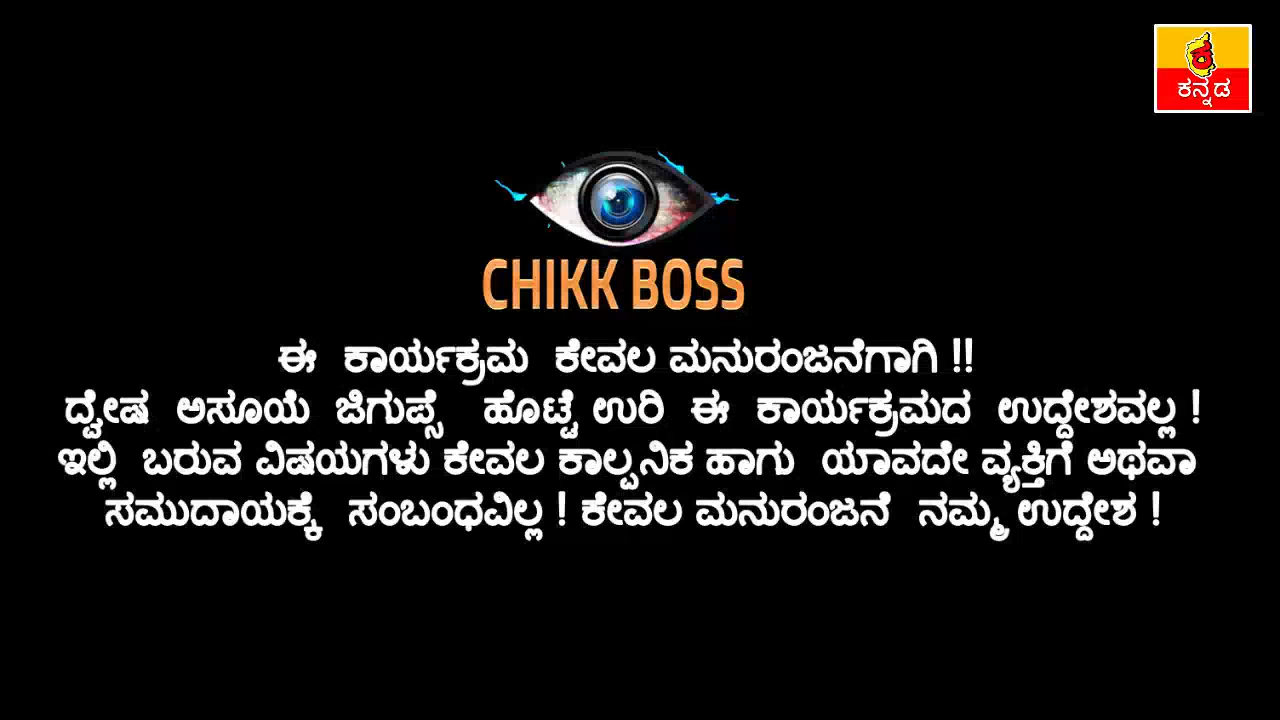 ಕ
ಕನ್ನಡ
CHIKK BOSS
ಈ ಕಾರ್ಯಕ್ರಮ ಕೇವಲ ಮನುರಂಜನೆಗಾಗಿ !!
ದ್ವೇಷ ಅಸೂಯೆ ಜಿಗುಪ್ಸೆ ಹೊಟ್ಟೆ ಉರಿ ಈ ಕಾರ್ಯಕ್ರಮದ ಉದ್ದೇಶವಲ್ಲ !
ಇಲ್ಲಿ ಬರುವ ವಿಷಯಗಳು ಕೇವಲ ಕಾಲ್ಪನಿಕ ಹಾಗು ಯಾವದೇ ವ್ಯಕ್ತಿಗೆ ಅಥವಾ
ಸಮುದಾಯಕ್ಕೆ ಸಂಬಂಧವಿಲ್ಲ ! ಕೇವಲ ಮನುರಂಜನೆ ನಮ್ಮ ಉದ್ದೇಶ !